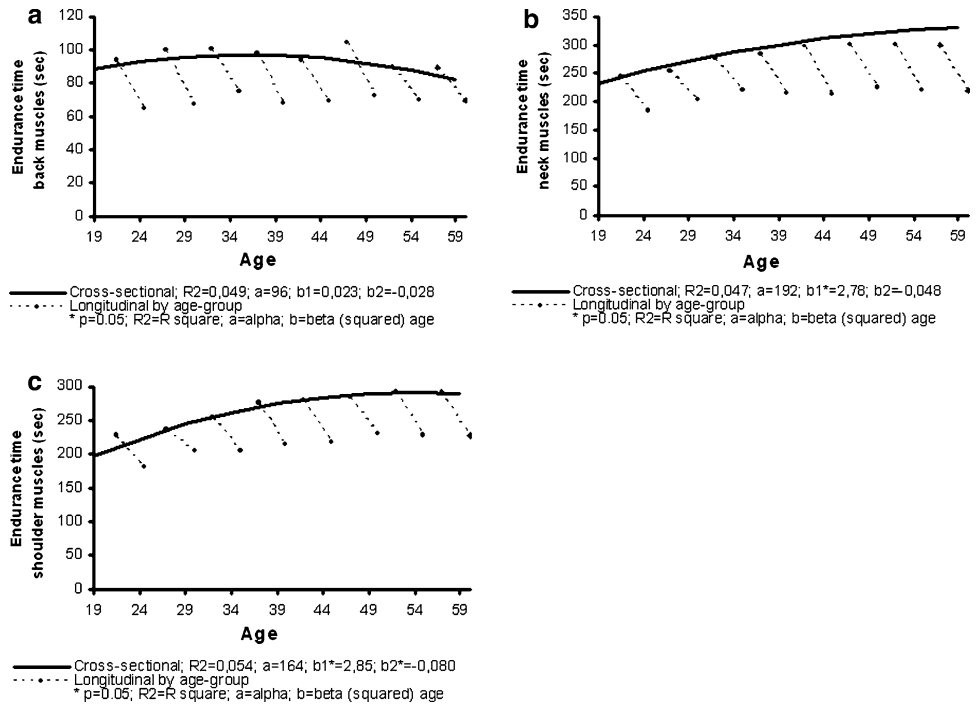 a
120
100
80
60
40
20
0
Endurance time
back muscles (sec)
19 24 29 34 39 44 49 54 59
Age
Cross-sectional; R2=0,049; a=96; b1=0,023; b2=-0,028
Longitudinal by age-group
* p=0.05; R2=R square; a=alpha; b=beta (squared) age
b
350
300
250
200
150
100
50
0
Endurance time
neck muscles (sec)
19 24 29 34 39 44 49 54 59
Age
Cross-sectional; R2=0,047; a=192; b1*=2,78; b2=-0,048
Longitudinal by age-group
* p=0.05; R2=R square; a=alpha; b=beta (squared) age
c
300
250
200
150
100
50
0
Endurance time
shoulder muscles (sec)
19 24 29 34 39 44 49 54 59
Age
Cross-sectional; R2=0,054; a=164; b1*=2,85; b2*=-0,080
Longitudinal by age-group
* p=0.05; R2=R square; a=alpha; b=beta (squared) age